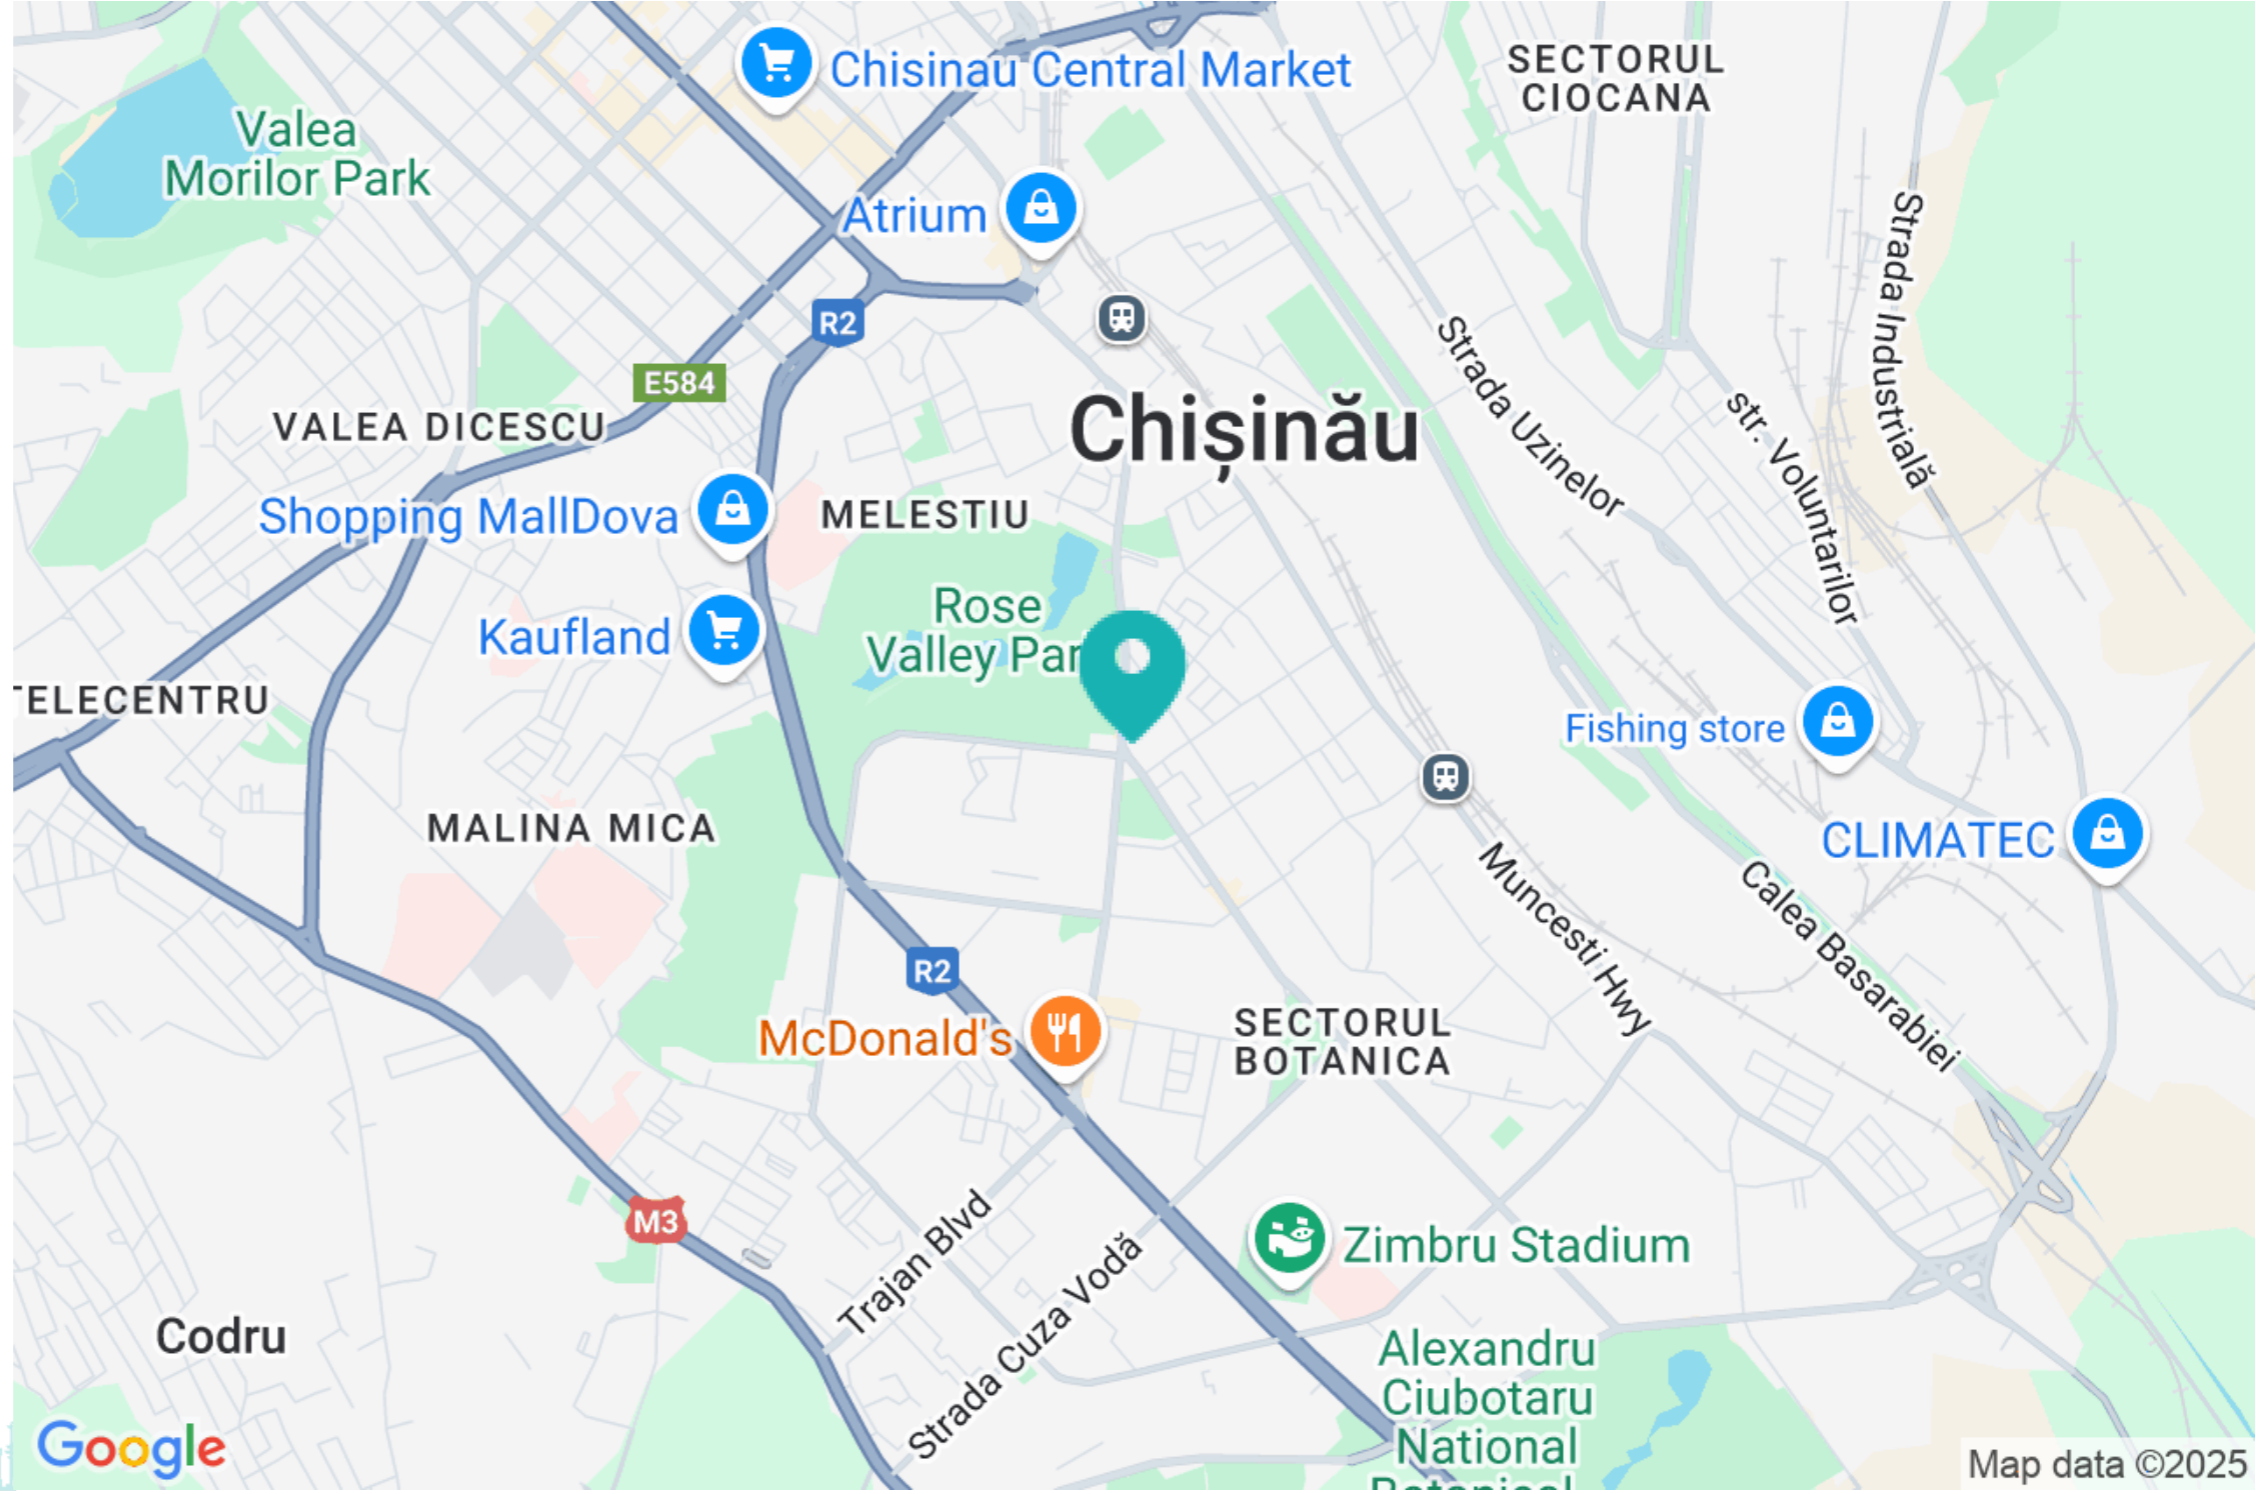 Chisinau Central Market
SECTORUL
CIOCANA
Valea
Morilor Park
Atrium
Strada Industrială
R2
Strada Uzinelor
E584
str. Voluntarilor
VALEA DICESCU
Chișinău
Shopping MallDova
MELESTIU
Rose
Valley Par
Kaufland
TELECENTRU
Fishing store
MALINA MICA
CLIMATEC
Muncesti Hwy
Calea Basarabiei
R2
McDonald's
SECTORUL
BOTANICA
M3
Trajan Blvd
Strada Cuza Vodă
Zimbru Stadium
Codru
Alexandru
Ciubotaru
National
Botanical
Google
Map data ©2025